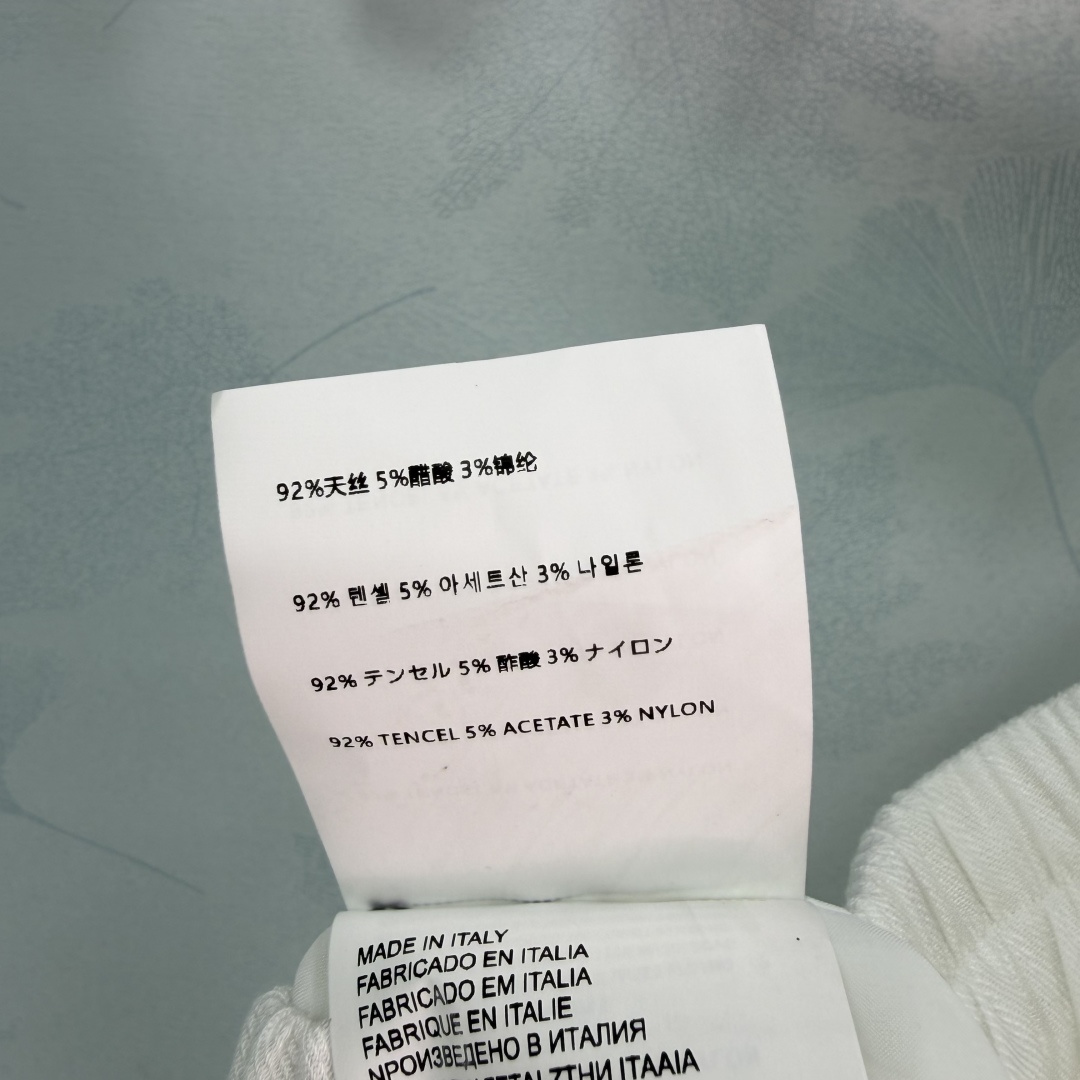 92%天丝 5%醋酸 3%锦纶
92% 텐셀 5% 아세트산 3% 나일론
92% テンセル 5% 酢酸 3% ナイロン
92% TENCEL 5% ACETATE 3% NYLON
MADE IN ITALY
FABRICADO EN ITALIA
FABRICADO EM ITALIA
FABRIQUE EN ITALIE
NPOИЗВЕДЕНО В ИТАЛИЯ
ITAAIA